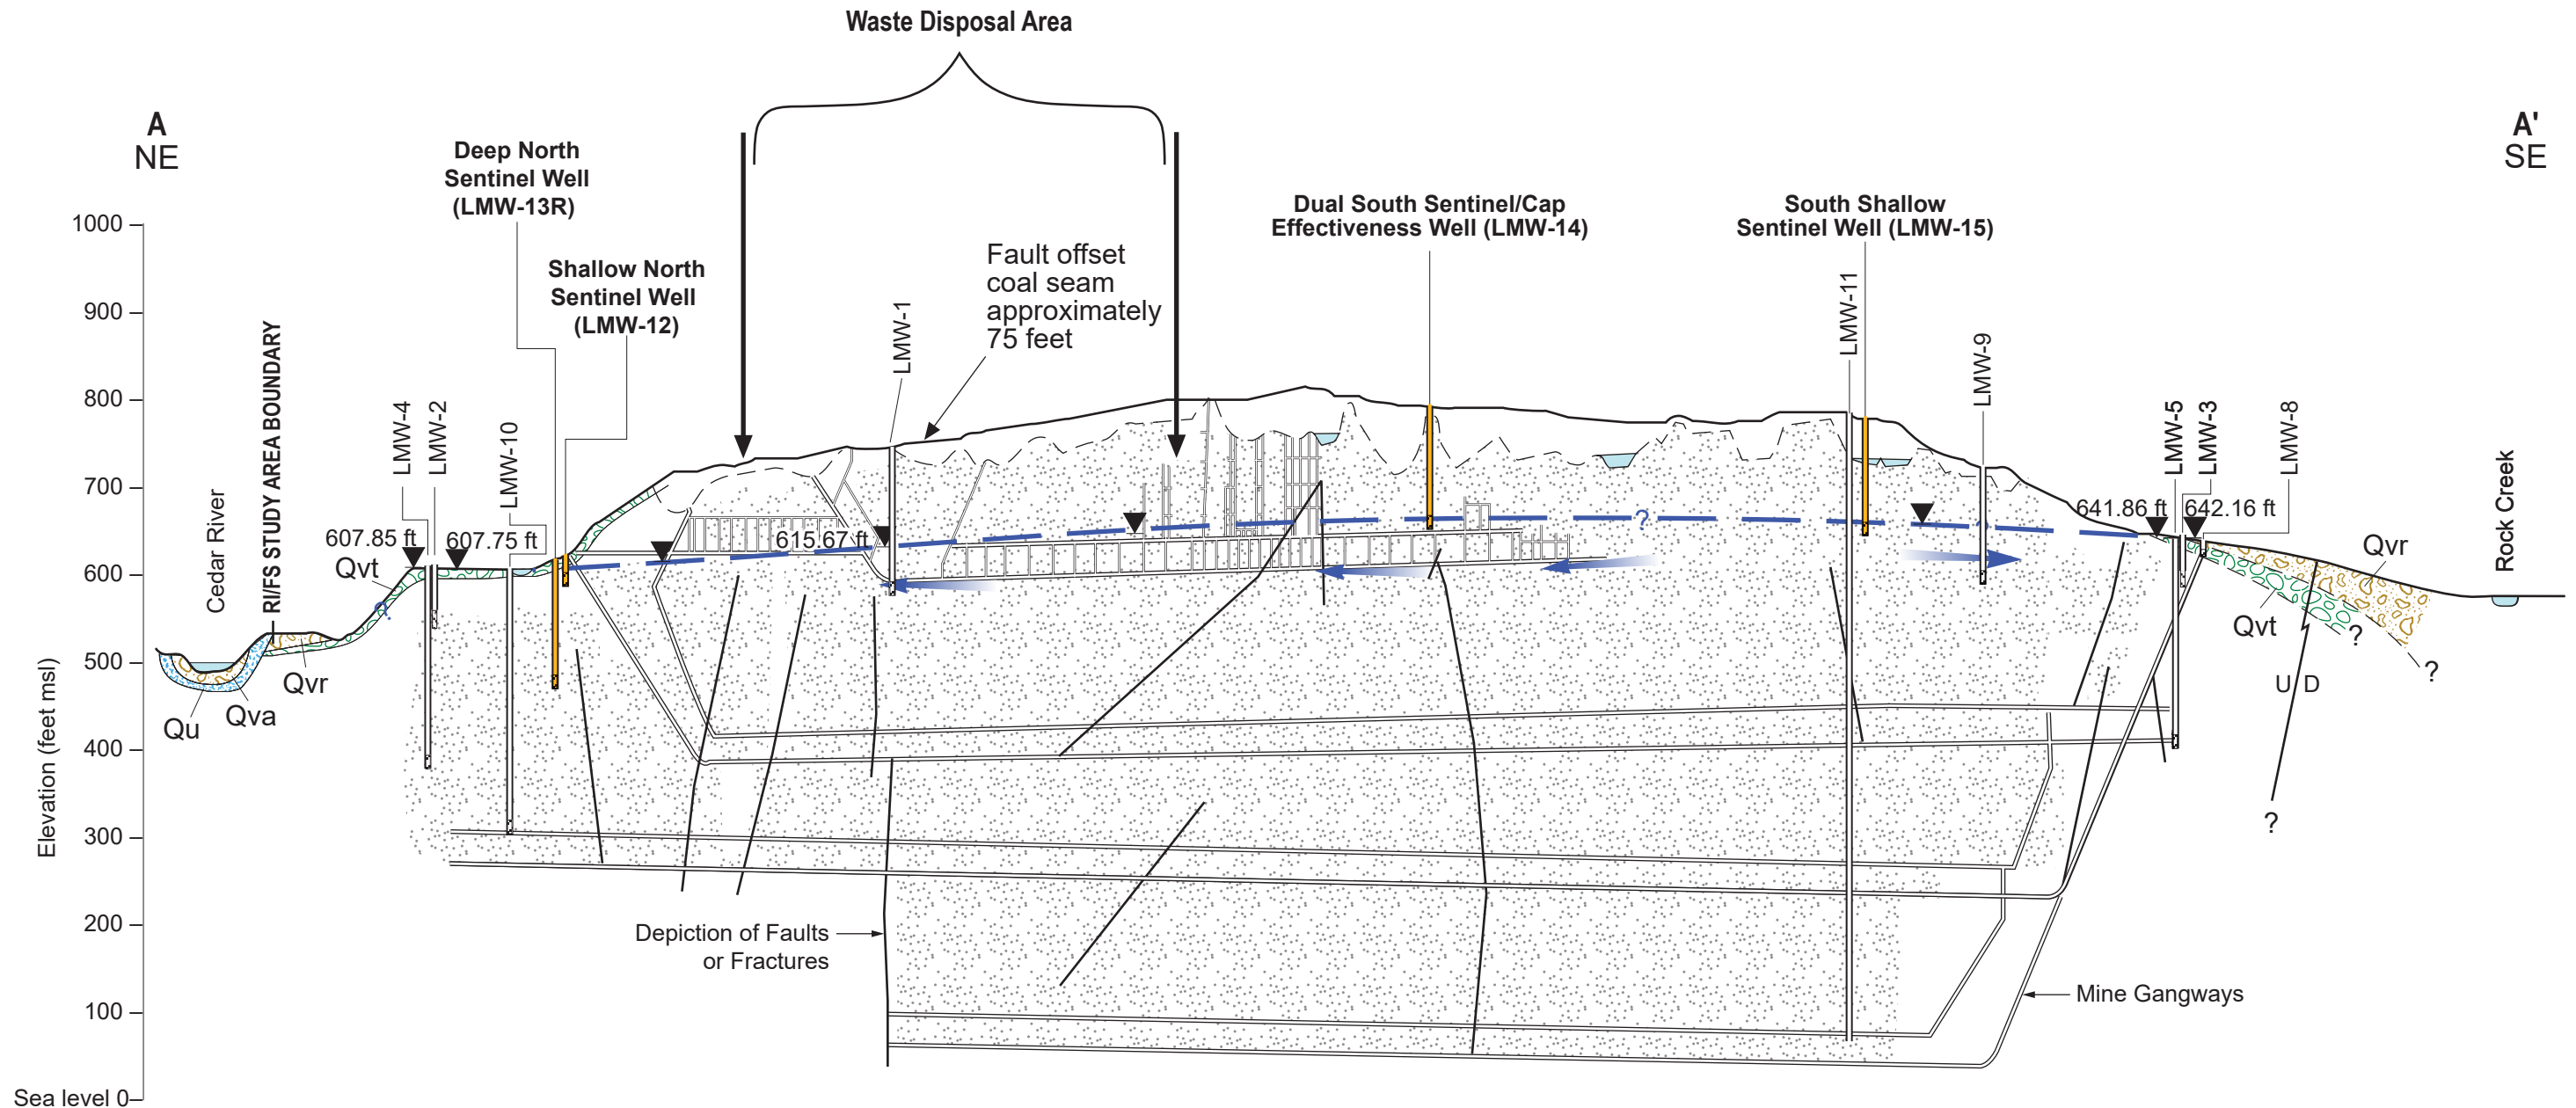 Waste Disposal Area
A
NE
A'
SE
Deep North
Sentinel Well
(LMW-13R)
Shallow North
Sentinel Well
(LMW-12)
Dual South Sentinel/Cap
Effectiveness Well (LMW-14)
South Shallow
Sentinel Well (LMW-15)
Fault offset
coal seam
approximately
75 feet
Elevation (feet msl)
1000
900
800
700
600
500
400
300
200
100
Sea level 0
Cedar River
RI/FS STUDY AREA BOUNDARY
LMW-4
LMW-2
LMW-10
LMW-1
LMW-11
LMW-9
LMW-5
LMW-3
LMW-8
Rock Creek
607.85 ft
607.75 ft
615.67 ft
641.86 ft
642.16 ft
?
?
Qvt
Qvr
Qva
Qu
Qvr
Qvt
?
?
U
D
?
Depiction of Faults
or Fractures
Mine Gangways